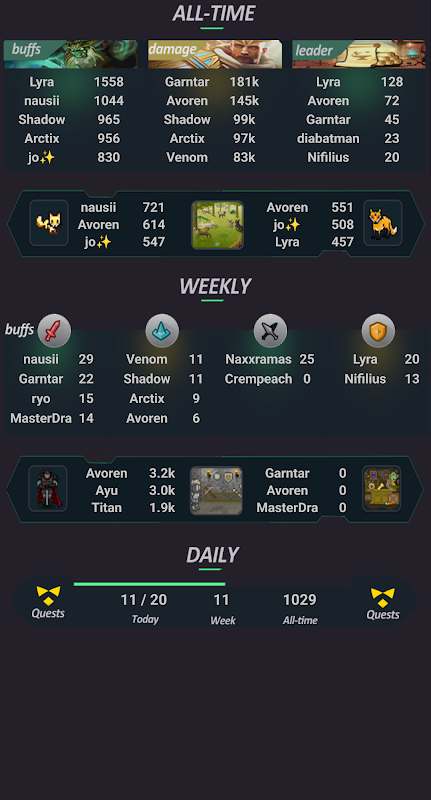 ALL-TIME
buffs damage leader
Lyra 1558 Garntar 181k Lyra 128
nausii 1044 Avoren 145k Avoren 72
Shadow 965 Shadow 99k Garntar 45
Arctix 956 Arctix 97k diabatman 23
jo✨ 830 Venom 83k Nifilius 20
nausii 721 Avoren 551
Avoren 614 jo✨ 508
jo✨ 547 Lyra 457
WEEKLY
buffs
nausii 29 Venom 11 Naxxramas 25 Lyra 20
Garntar 22 Shadow 11 Crempeach 0 Nifilius 13
ryo 15 Arctix 9
MasterDra 14 Avoren 6
Avoren 3.2k Garntar 0
Ayu 3.0k Avoren 0
Titan 1.9k MasterDra 0
DAILY
Quests 11 / 20 11 1029 Quests
Today Week All-time